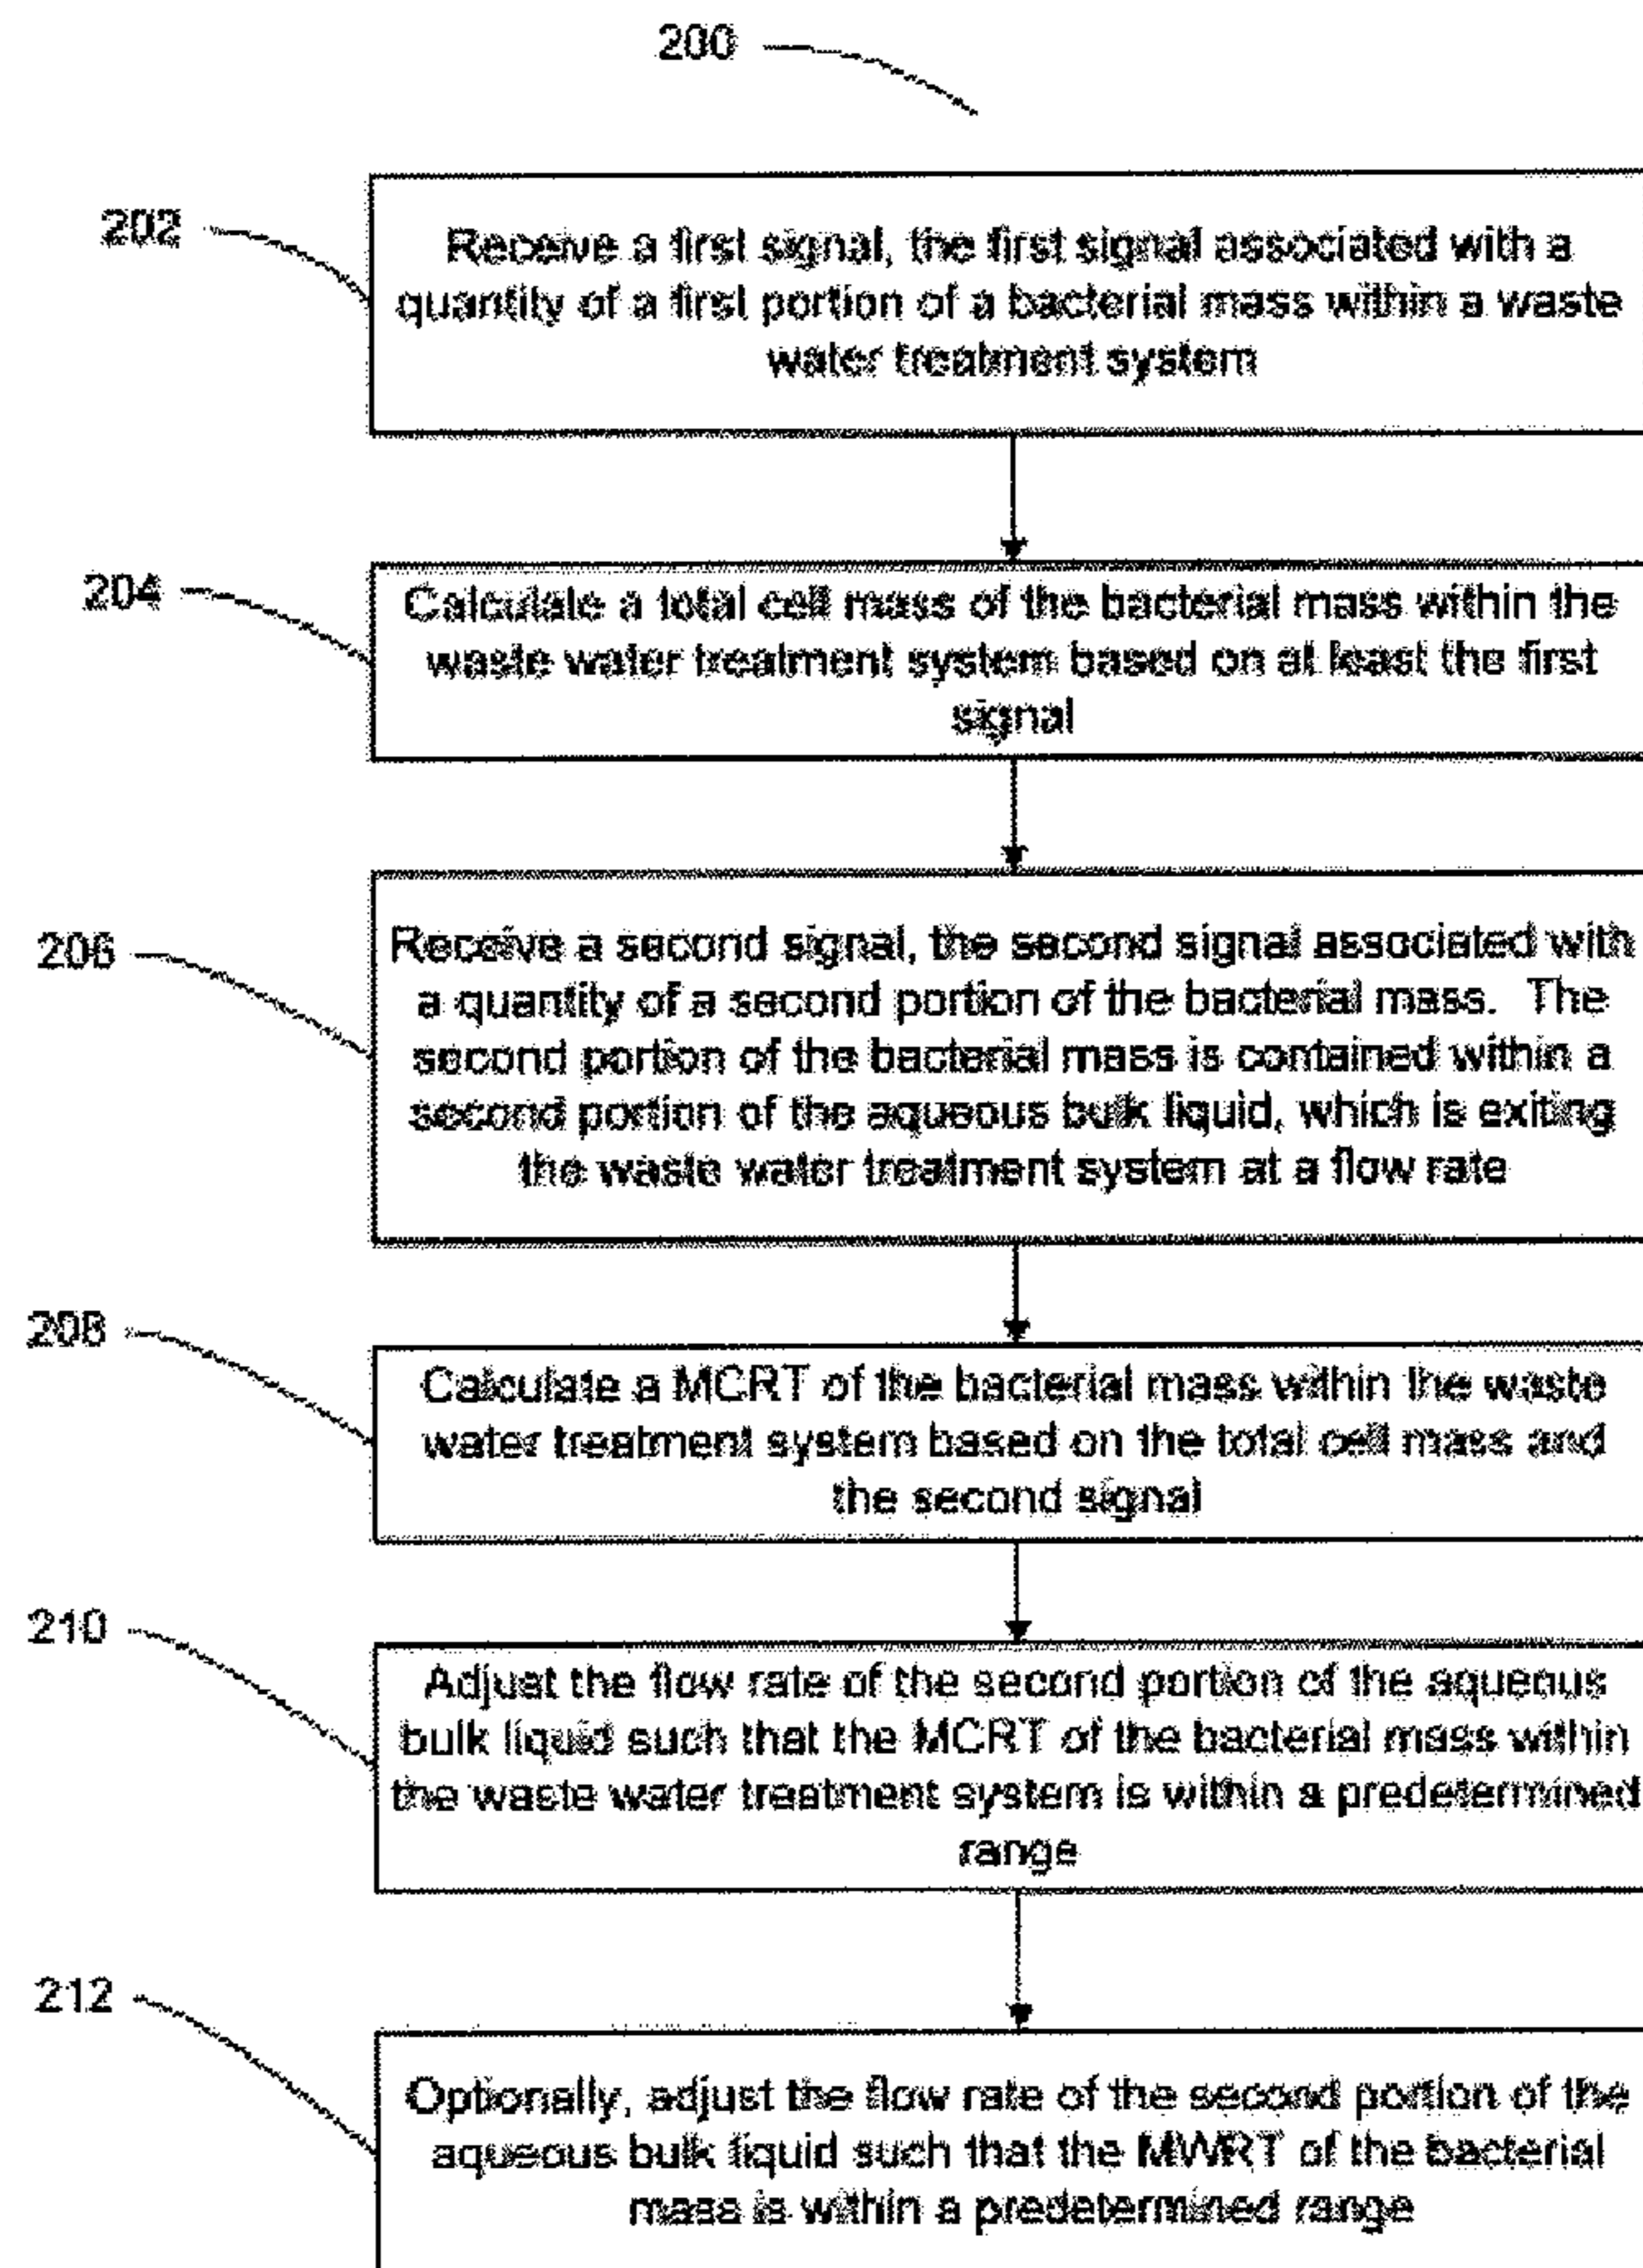 200
202
Receive a first signal, the first signal associated with a
quantity of a first portion of a bacterial mass within a waste
water treatment system
204
Calculate a total cell mass of the bacterial mass within the
waste water treatment system based on at least the first
signal
206
Receive a second signal, the second signal associated with
a quantity of a second portion of the bacterial mass. The
second portion of the bacterial mass is contained within a
second portion of the aqueous bulk liquid, which is exiting
the waste water treatment system at a flow rate
208
Calculate a MCRT of the bacterial mass within the waste
water treatment system based on the total cell mass and
the second signal
210
Adjust the flow rate of the second portion of the aqueous
bulk liquid such that the MCRT of the bacterial mass within
the waste water treatment system is within a predetermined
range
212
Optionally, adjust the flow rate of the second portion of the
aqueous bulk liquid such that the MWRT of the bacterial
mass is within a predetermined range